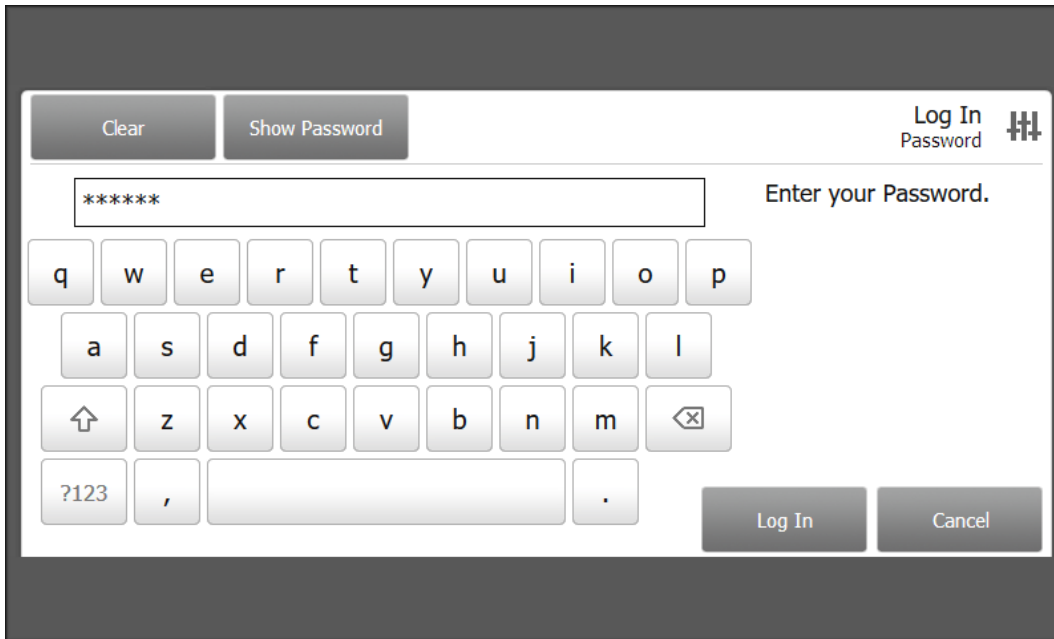 Clear Show Password Log In
Password
****** Enter your Password.
q w e r t y u i o p
a s d f g h j k l
z x c v b n m
?123 , . Log In Cancel